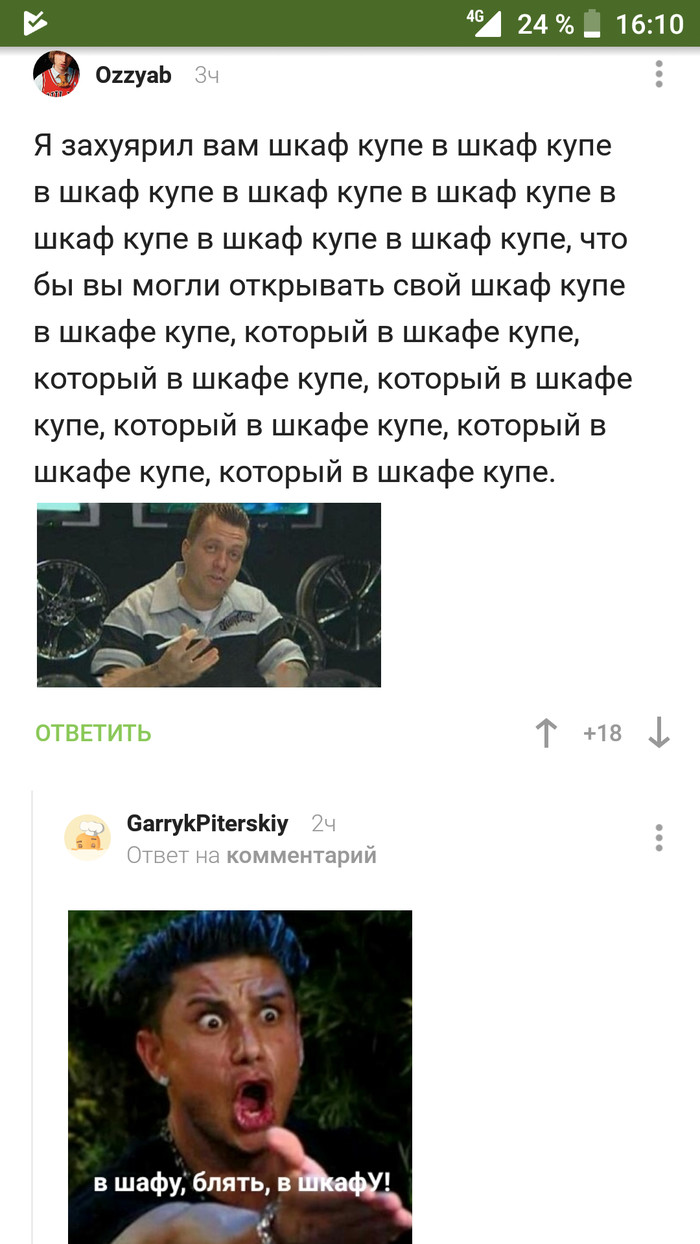 4G 24 % 16:10
Ozzyab 3ч
Я захуярил вам шкаф купе в шкаф купе
в шкаф купе в шкаф купе в шкаф купе в
шкаф купе в шкаф купе в шкаф купе, что
бы вы могли открывать свой шкаф купе
в шкафе купе, который в шкафе купе,
который в шкафе купе, который в шкафе
купе, который в шкафе купе, который в
шкафе купе, который в шкафе купе.
ОТВЕТИТЬ +18
GarrykPiterskiy 2ч
Ответ на комментарий
в шафу, блять, в шкафУ!